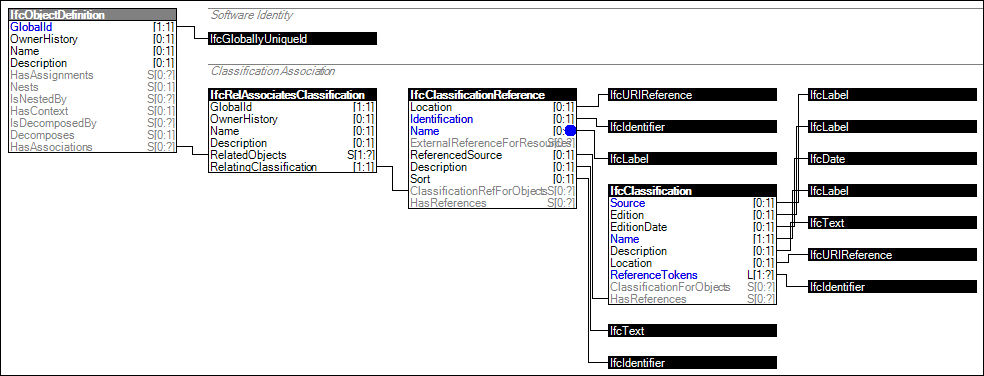 IfcObjectDefinition
GlobalId [1:1]
OwnerHistory [0:1]
Name [0:1]
Description [0:1]
HasAssignments S[0:?]
Nests S[0:1]
IsNestedBy S[0:?]
HasContext S[0:1]
IsDecomposedBy S[0:?]
Decomposes S[0:1]
HasAssociations S[0:?]
Software Identity
IfcGloballyUniqueId
Classification Association
IfcRelAssociatesClassification
GlobalId [1:1]
OwnerHistory [0:1]
Name [0:1]
Description [0:1]
RelatedObjects S[1:?]
RelatingClassification [1:1]
IfcClassificationReference
Location [0:1]
Identification [0:1]
Name
ExternalReferenceForResources S[0:?]
ReferencedSource [0:1]
Description [0:1]
Sort [0:1]
ClassificationRefForObjects S[0:?]
HasReferences S[0:?]
IfcURIReference
IfcIdentifier
IfcLabel
IfcClassification
Source [0:1]
Edition [0:1]
EditionDate [0:1]
Name [1:1]
Description [0:1]
Location [0:1]
ReferenceTokens L[1:?]
ClassificationForObjects S[0:?]
HasReferences S[0:?]
IfcText
IfcIdentifier
IfcLabel
IfcLabel
IfcDate
IfcLabel
IfcText
IfcURIReference
IfcIdentifier